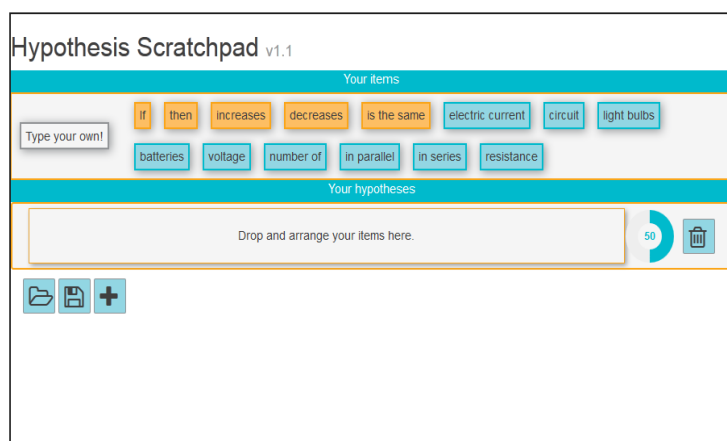 Hypothesis Scratchpad v1.1
Your items
Type your own!
If then increases decreases is the same electric current circuit light bulbs
batteries voltage number of in parallel in series resistance
Your hypotheses
Drop and arrange your items here.
50